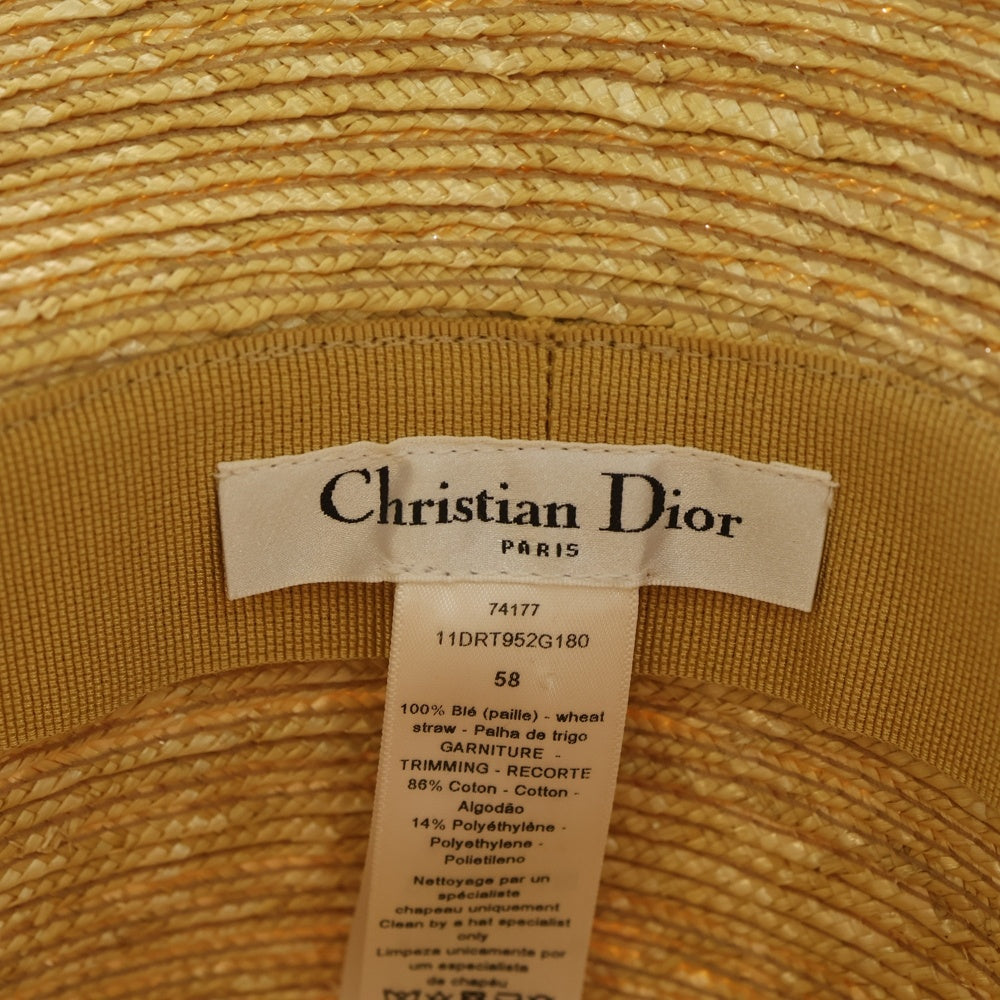 Christian Dior
PARIS
74177
11DRT952G180
58
100% Blé (paille) - wheat
straw - Palha de trigo
GARNITURE -
TRIMMING - RECORTE
86% Coton - Cotton -
Algodão
14% Polyéthylène -
Polyethylene -
Polietileno
Nettoyage par un
spécialiste
chapeau uniquement
Clean by a hat specialist
only
Limpeza unicamente por
um especialista
de chapéu